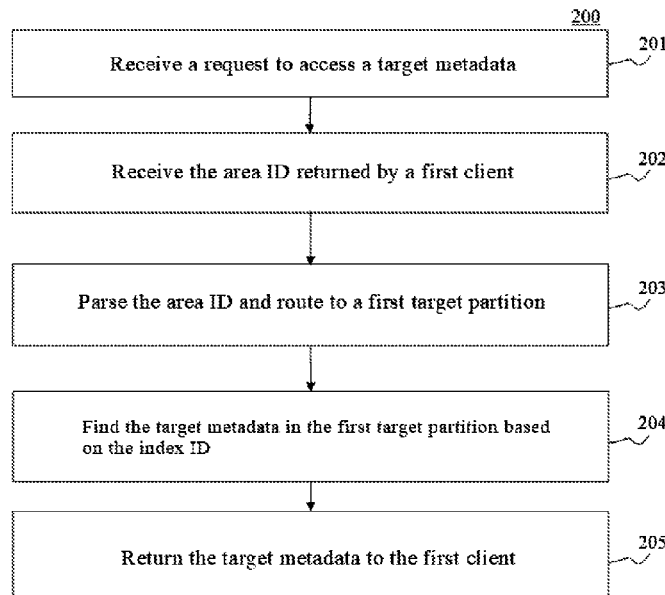 200
Receive a request to access a target metadata
201
Receive the area ID returned by a first client
202
Parse the area ID and route to a first target partition
203
Find the target metadata in the first target partition based
on the index ID
204
Return the target metadata to the first client
205